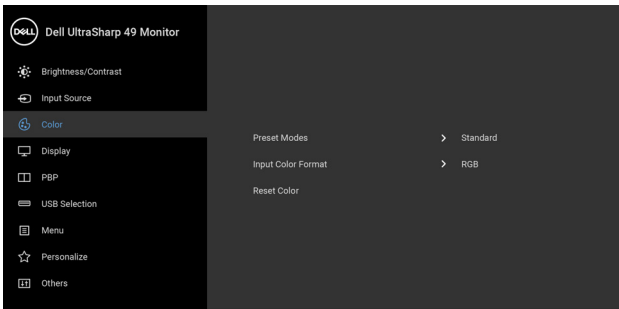 DELL Dell UltraSharp 49 Monitor
Brightness/Contrast
Input Source
Color
Display
PBP
USB Selection
Menu
Personalize
Others
Preset Modes > Standard
Input Color Format > RGB
Reset Color